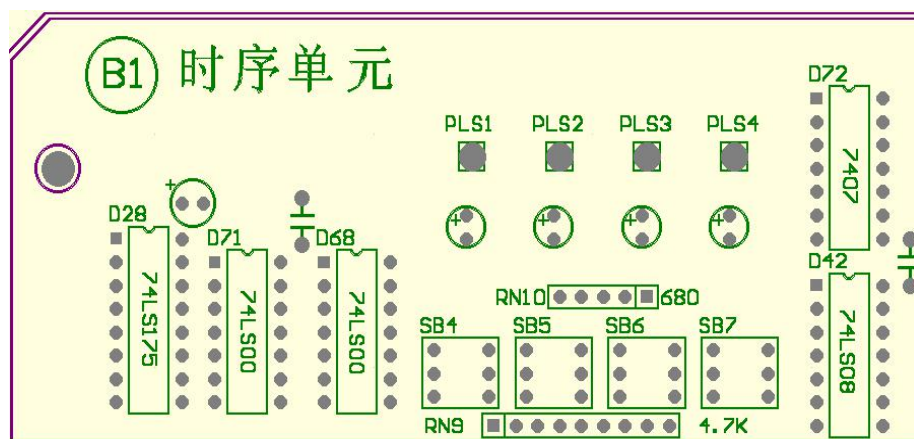 B1 时序单元
D72
PLS1 PLS2 PLS3 PLS4
7407
D28
D71 D68
D42
74LS175
74LS00
74LS00
74LS08
RN10 680
SB4 SB5 SB6 SB7
RN9 4.7K